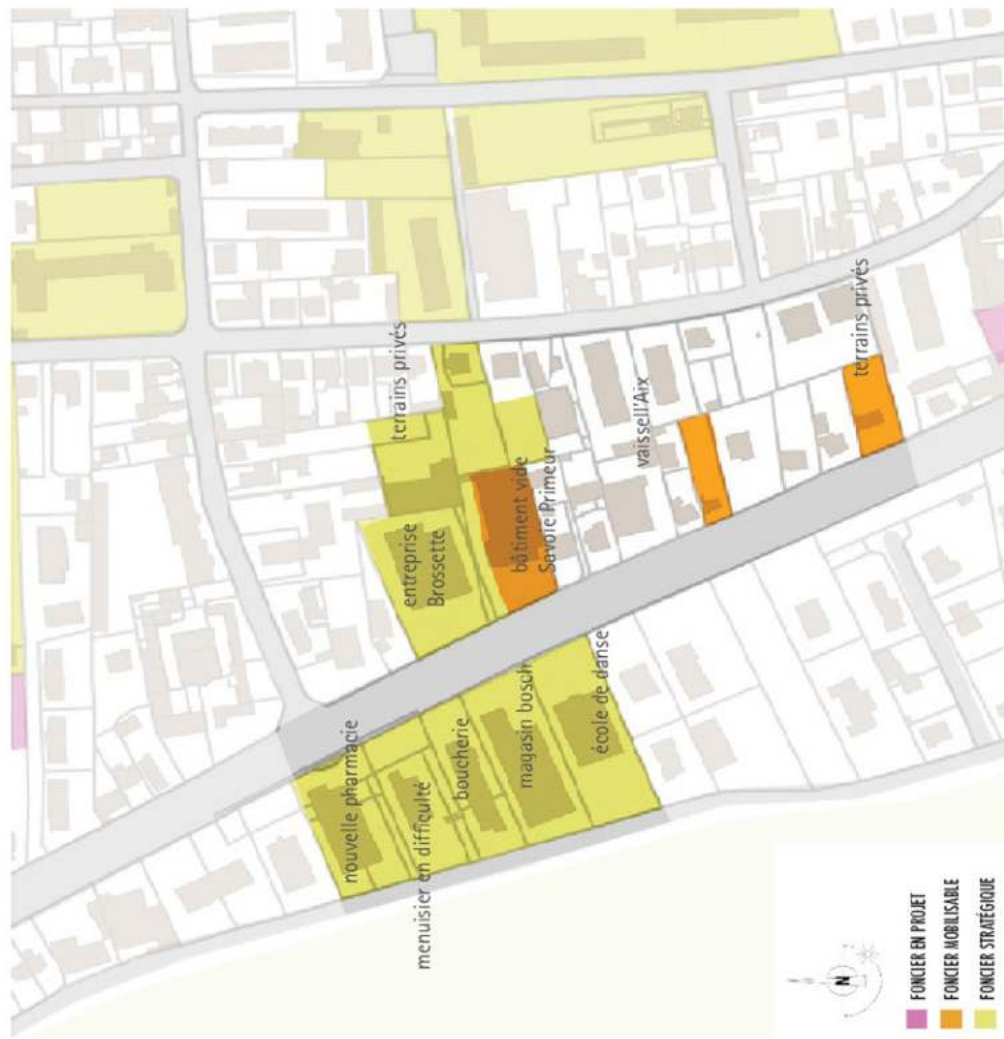 terrains privés
entreprise
Brossette
bâtiment vide
Savoie Primeur
vaissell'Aix
terrains privés
nouvelle pharmacie
menuisier en difficulté
boucherie
magasin bosch
école de danse
N
FONCIER EN PROJET
FONCIER MOBILISABLE
FONCIER STRATÉGIQUE